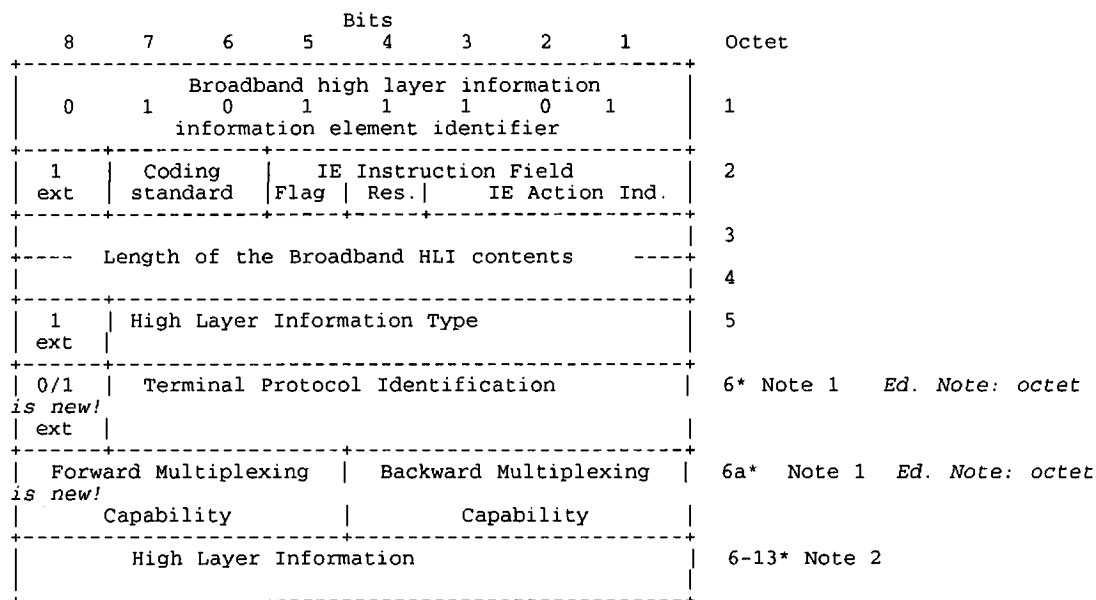 Bits
8 7 6 5 4 3 2 1 Octet
Broadband high layer information
0 1 0 1 1 1 0 1 1
information element identifier
1 Coding IE Instruction Field 2
ext standard Flag Res. IE Action Ind.
3
Length of the Broadband HLI contents
4
1 High Layer Information Type 5
ext
0/1 Terminal Protocol Identification 6* Note 1 Ed. Note: octet
is new!
ext
Forward Multiplexing Backward Multiplexing 6a* Note 1 Ed. Note: octet
is new!
Capability Capability
High Layer Information 6-13* Note 2